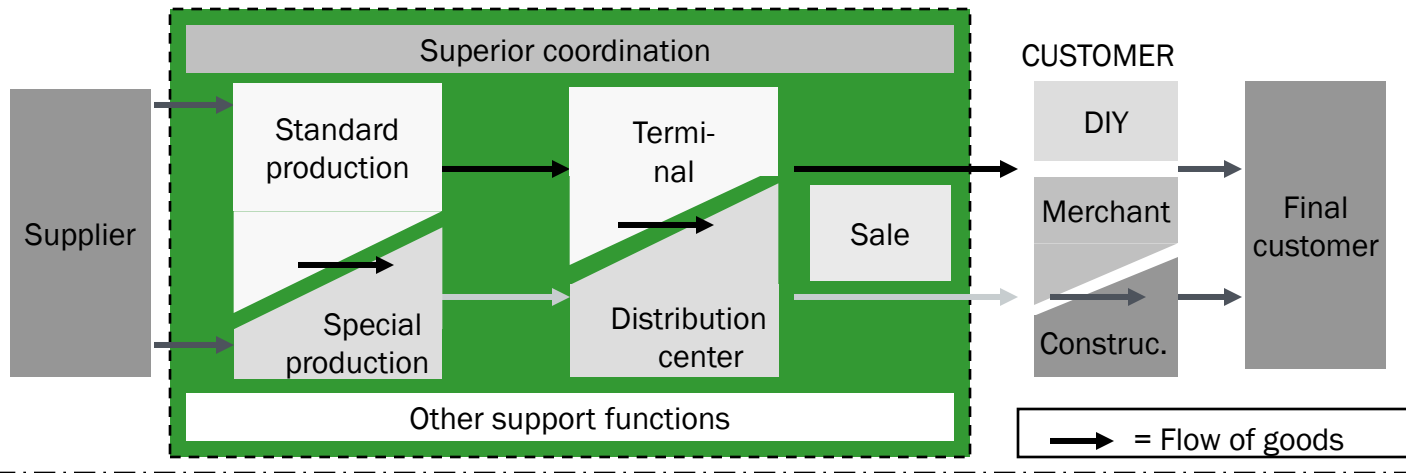 Superior coordination
CUSTOMER
Supplier
Standard
production
Special
production
Termi-
nal
Distribution
center
Sale
DIY
Merchant
Construc.
Final
customer
Other support functions
= Flow of goods